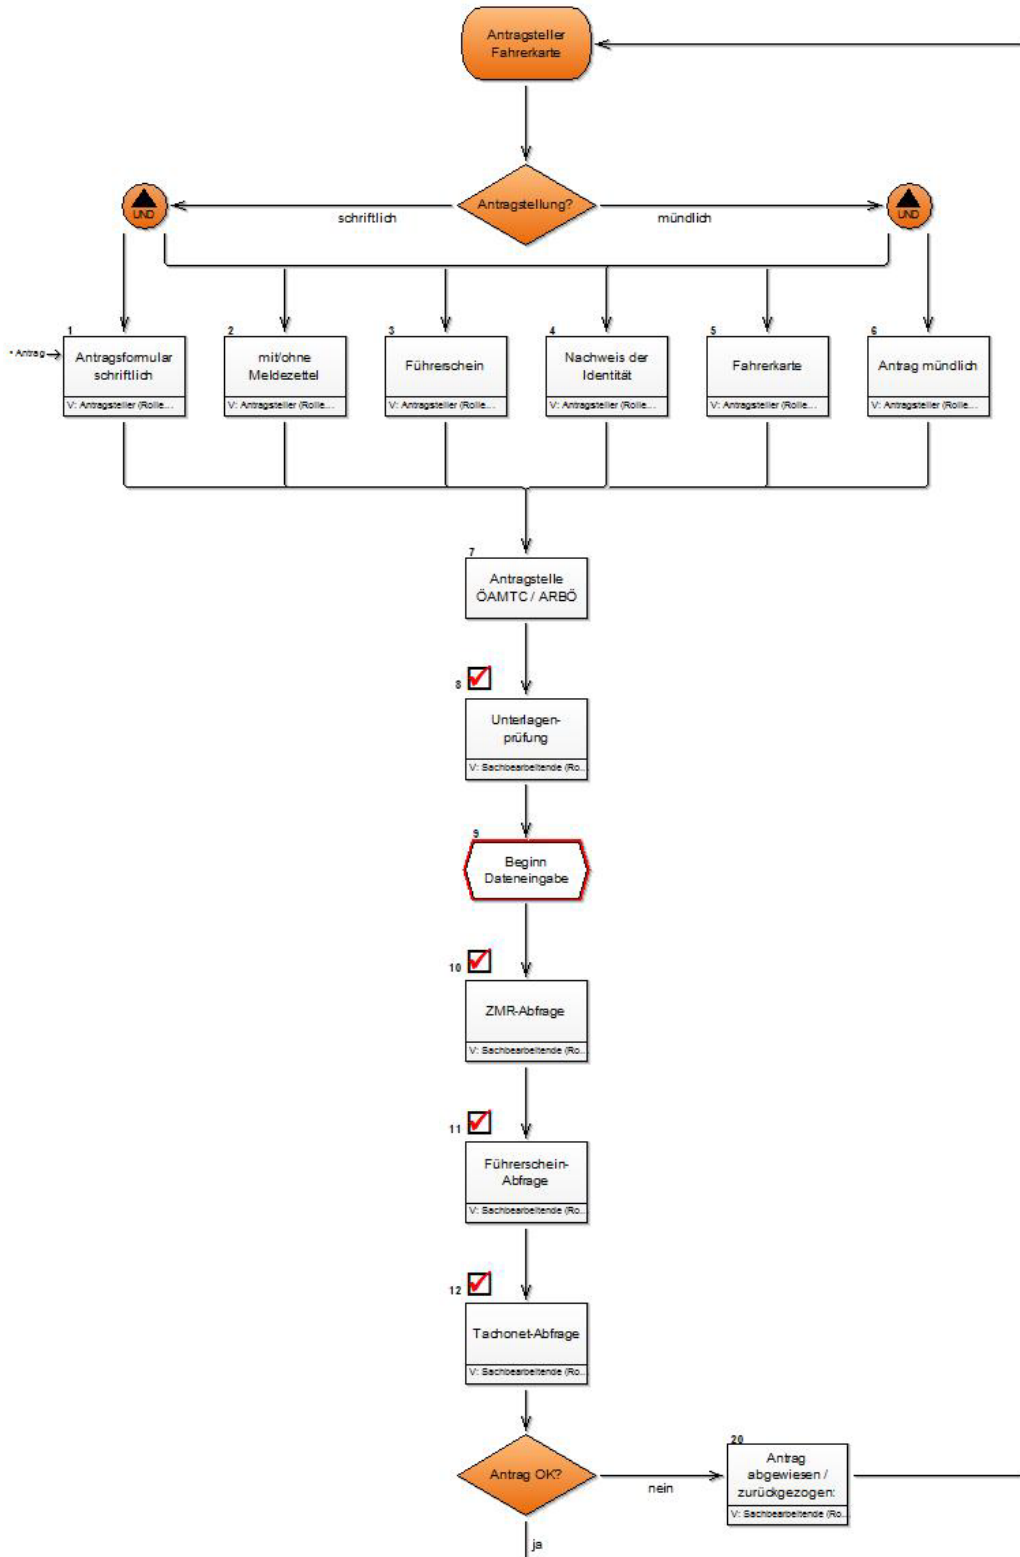 Antragsteller
Fahrerkarte
Antragstellung?
schriftlich
mündlich
UND
UND
1
2
3
4
5
6
* Antrag
Antragsformular
schriftlich
V: Antragsteller (Rolle...
mit/ohne
Meldezettel
V: Antragsteller (Rolle...
Führerschein
V: Antragsteller (Rolle...
Nachweis der
Identität
V: Antragsteller (Rolle...
Fahrerkarte
V: Antragsteller (Rolle...
Antrag mündlich
V: Antragsteller (Rolle...
7
Antragstelle
ÖAMTC / ARBÖ
8
Unterlagen-
prüfung
V: Sachbearbeitende (Ro...
9
Beginn
Dateneingabe
10
ZMR-Abfrage
V: Sachbearbeitende (Ro...
11
Führerschein-
Abfrage
V: Sachbearbeitende (Ro...
12
Tachonet-Abfrage
V: Sachbearbeitende (Ro...
Antrag OK?
nein
ja
20
Antrag
abgewiesen /
zurückgezogen:
V: Sachbearbeitende (Ro...